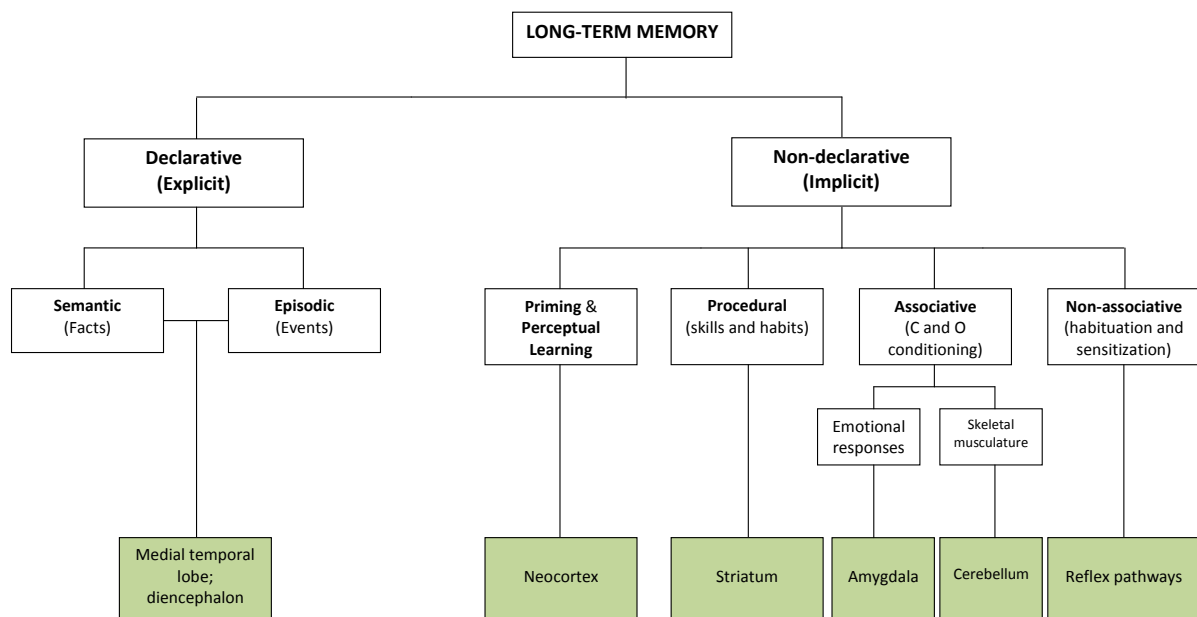 LONG-TERM MEMORY
Declarative
(Explicit)
Non-declarative
(Implicit)
Semantic
(Facts)
Episodic
(Events)
Priming &
Perceptual
Learning
Procedural
(skills and habits)
Associative
(C and O
conditioning)
Non-associative
(habituation and
sensitization)
Emotional
responses
Skeletal
musculature
Medial temporal
lobe;
diencephalon
Neocortex
Striatum
Amygdala
Cerebellum
Reflex pathways